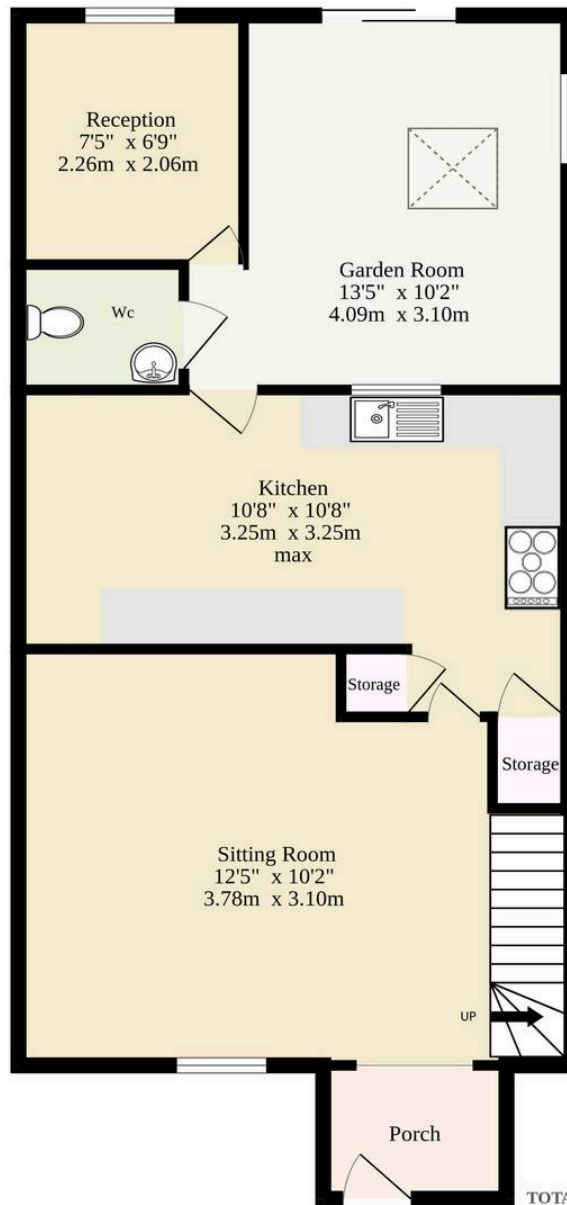 Reception
7'5" x 6'9"
2.26m x 2.06m
Garden Room
13'5" x 10'2"
4.09m x 3.10m
Wc
Kitchen
10'8" x 10'8"
3.25m x 3.25m
max
Storage
Storage
Sitting Room
12'5" x 10'2"
3.78m x 3.10m
UP
Porch
TOTA